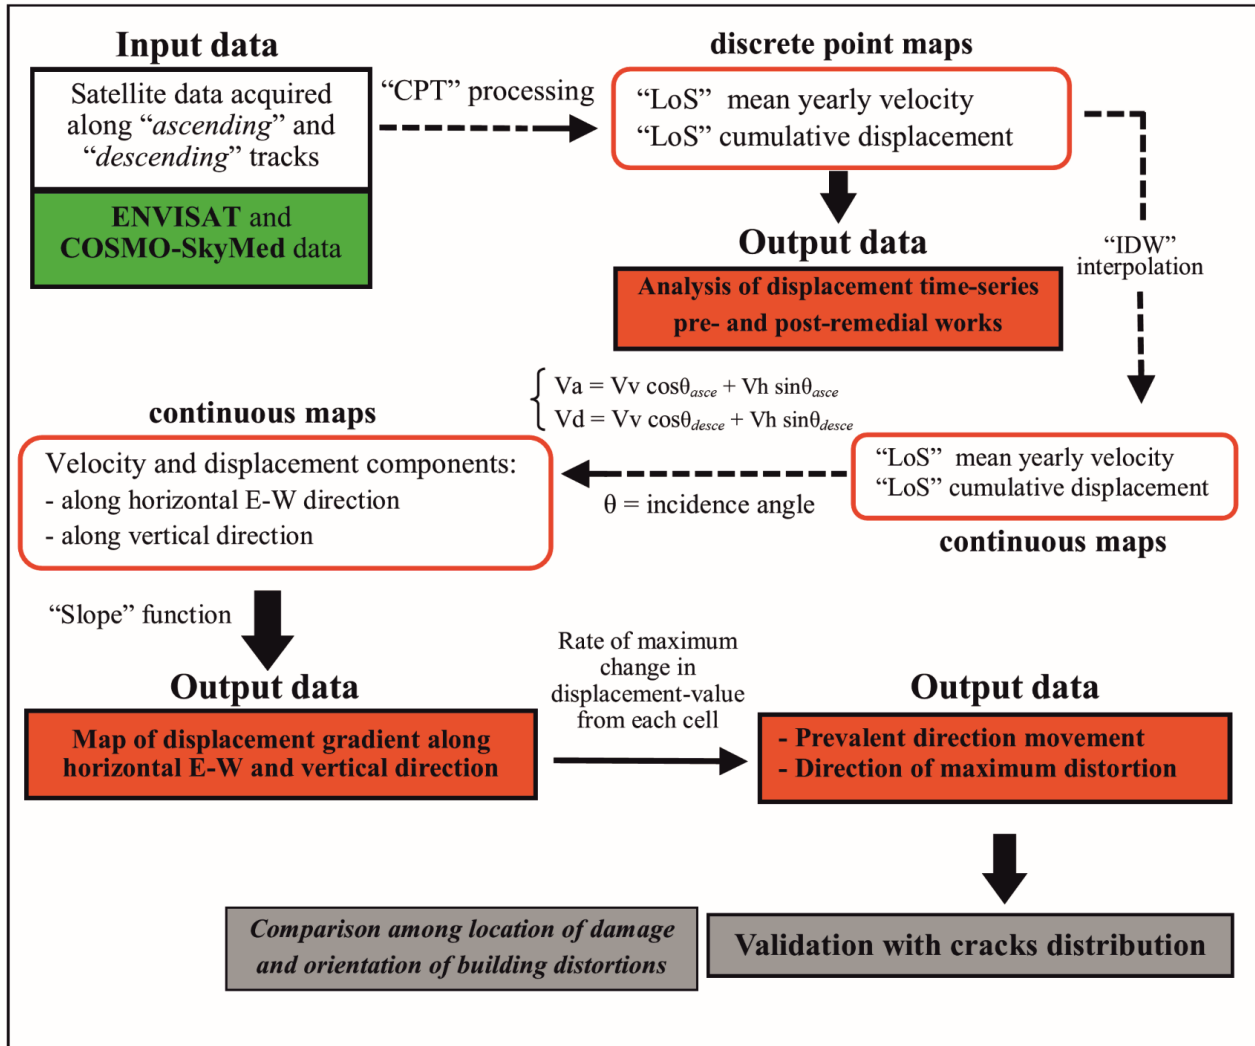 Input data
Satellite data acquired
along “ascending” and
“descending” tracks
ENVISAT and
COSMO-SkyMed data
“CPT” processing
discrete point maps
“LoS” mean yearly velocity
“LoS” cumulative displacement
Output data
Analysis of displacement time-series
pre- and post-remedial works
“IDW”
interpolation
Va = Vv cosθasce + Vh sinθasce
Vd = Vv cosθdesce + Vh sinθdesce
“LoS” mean yearly velocity
“LoS” cumulative displacement
continuous maps
θ = incidence angle
continuous maps
Velocity and displacement components:
- along horizontal E-W direction
- along vertical direction
“Slope” function
Output data
Map of displacement gradient along
horizontal E-W and vertical direction
Rate of maximum
change in
displacement-value
from each cell
Output data
- Prevalent direction movement
- Direction of maximum distortion
Comparison among location of damage
and orientation of building distortions
Validation with cracks distribution